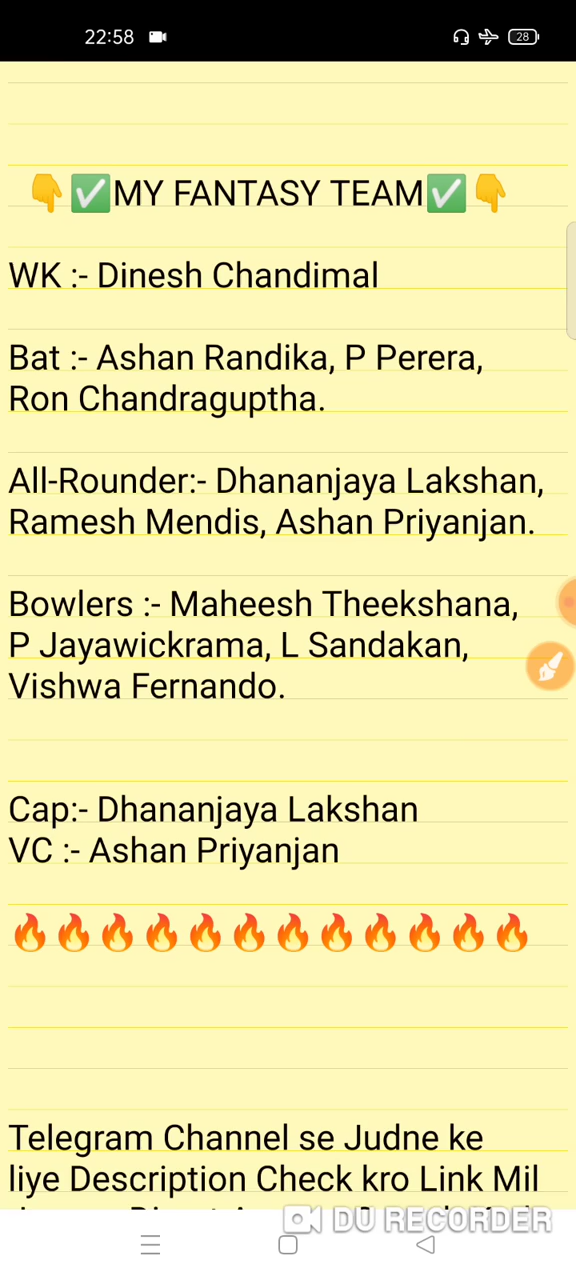 22:58
28
👇✅MY FANTASY TEAM✅👇
WK :- Dinesh Chandimal
Bat :- Ashan Randika, P Perera,
Ron Chandraguptha.
All-Rounder:- Dhananjaya Lakshan,
Ramesh Mendis, Ashan Priyanjan.
Bowlers :- Maheesh Theekshana,
P Jayawickrama, L Sandakan,
Vishwa Fernando.
Cap:- Dhananjaya Lakshan
VC :- Ashan Priyanjan
🔥🔥🔥🔥🔥🔥🔥🔥🔥🔥🔥🔥
Telegram Channel se Judne ke
liye Description Check kro Link Mil
DU RECORDER